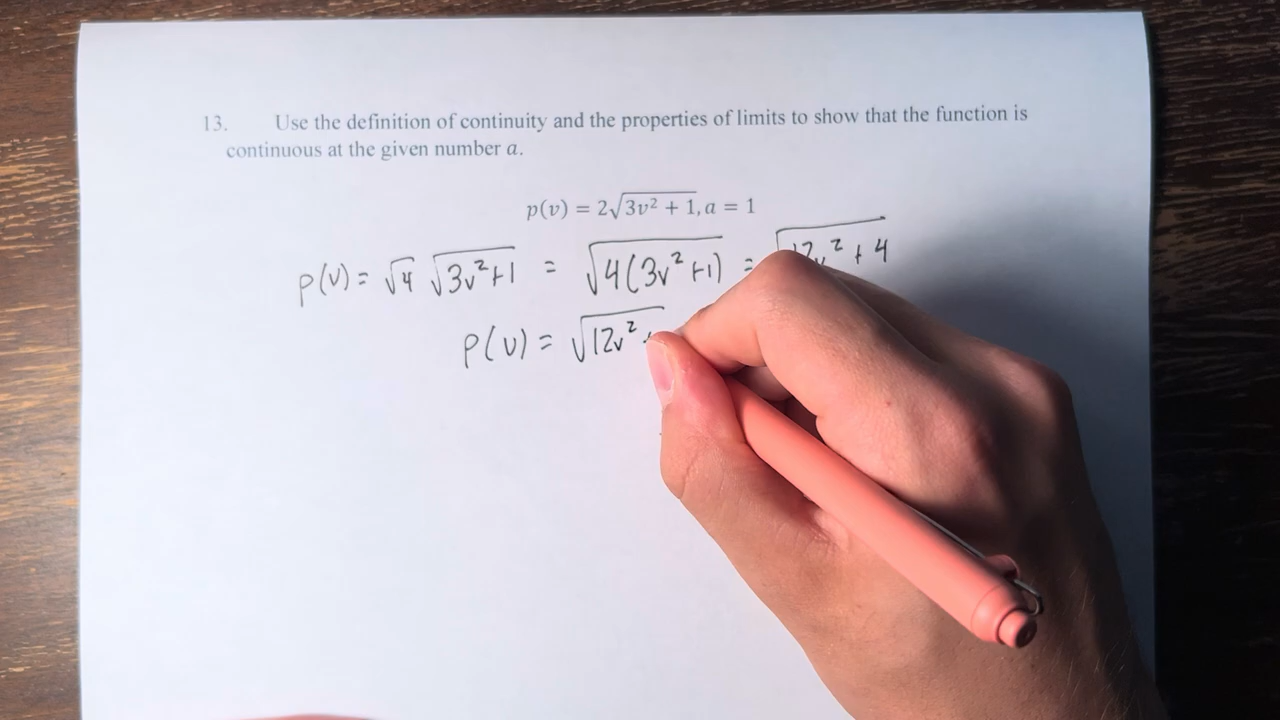 13. Use the definition of continuity and the properties of limits to show that the function is
continuous at the given number a.
p(v) = 2√(3v² + 1), a = 1
p(v) = √4 √(3v²+1) = √(4(3v²+1)) = √(12v² + 4)
p(v) = √(12v²